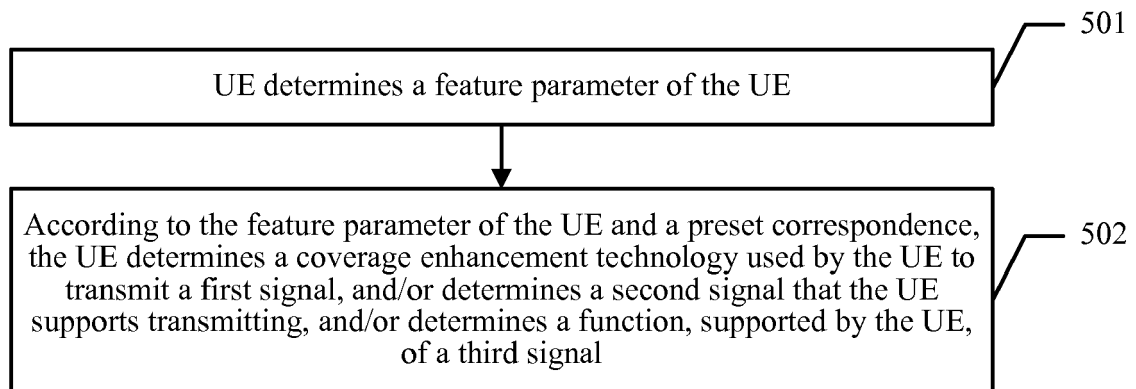 501
UE determines a feature parameter of the UE
According to the feature parameter of the UE and a preset correspondence,
the UE determines a coverage enhancement technology used by the UE to
transmit a first signal, and/or determines a second signal that the UE
supports transmitting, and/or determines a function, supported by the UE,
of a third signal
502